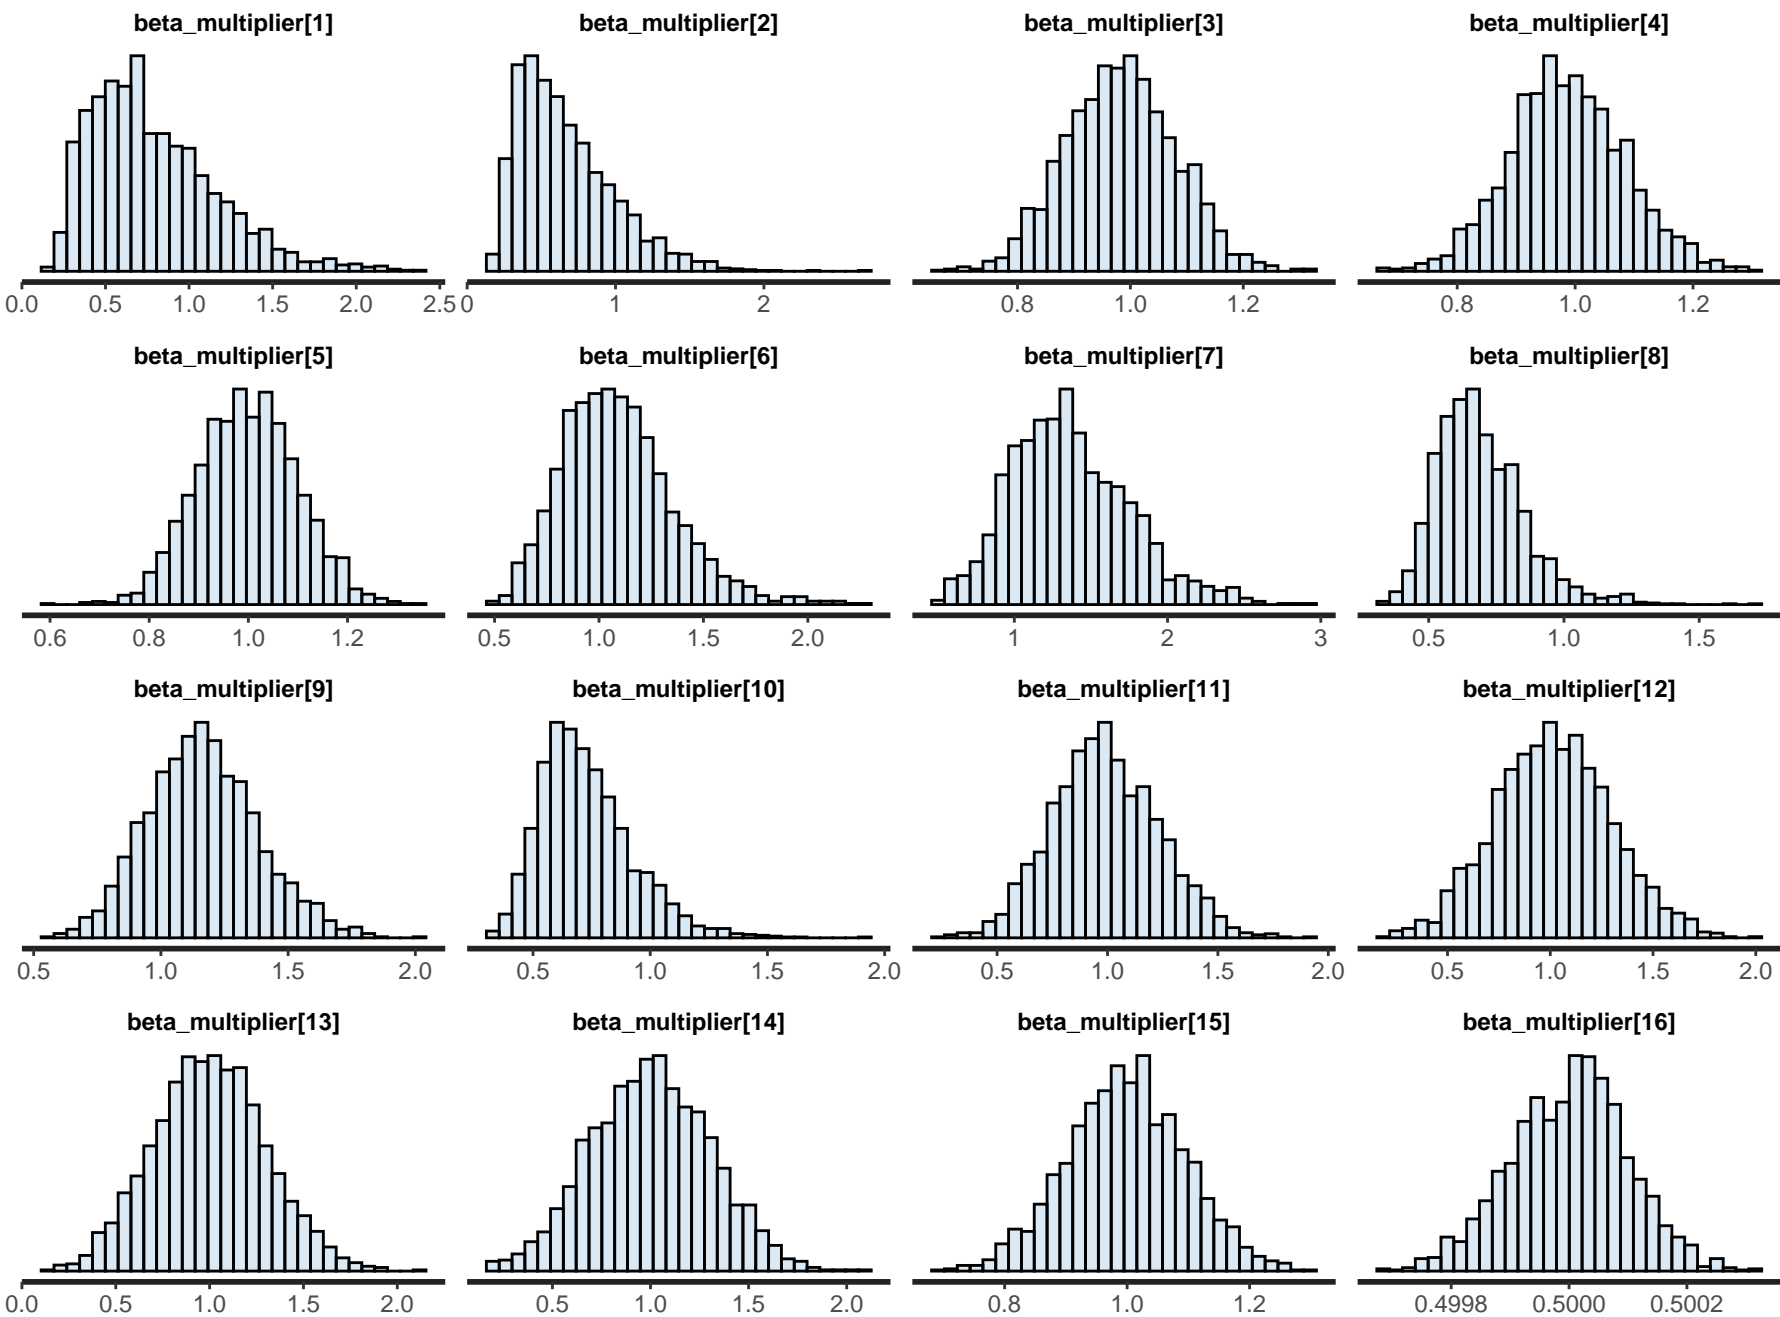 beta_multiplier[1] beta_multiplier[2] beta_multiplier[3] beta_multiplier[4]
0.0 0.5 1.0 1.5 2.0 2.5 0 1 2 0.8 1.0 1.2 0.8 1.0 1.2
beta_multiplier[5] beta_multiplier[6] beta_multiplier[7] beta_multiplier[8]
0.6 0.8 1.0 1.2 0.5 1.0 1.5 2.0 1 2 3 0.5 1.0 1.5
beta_multiplier[9] beta_multiplier[10] beta_multiplier[11] beta_multiplier[12]
0.5 1.0 1.5 2.0 0.5 1.0 1.5 2.0 0.5 1.0 1.5 2.0 0.5 1.0 1.5 2.0
beta_multiplier[13] beta_multiplier[14] beta_multiplier[15] beta_multiplier[16]
0.0 0.5 1.0 1.5 2.0 0.5 1.0 1.5 2.0 0.8 1.0 1.2 0.4998 0.5000 0.5002